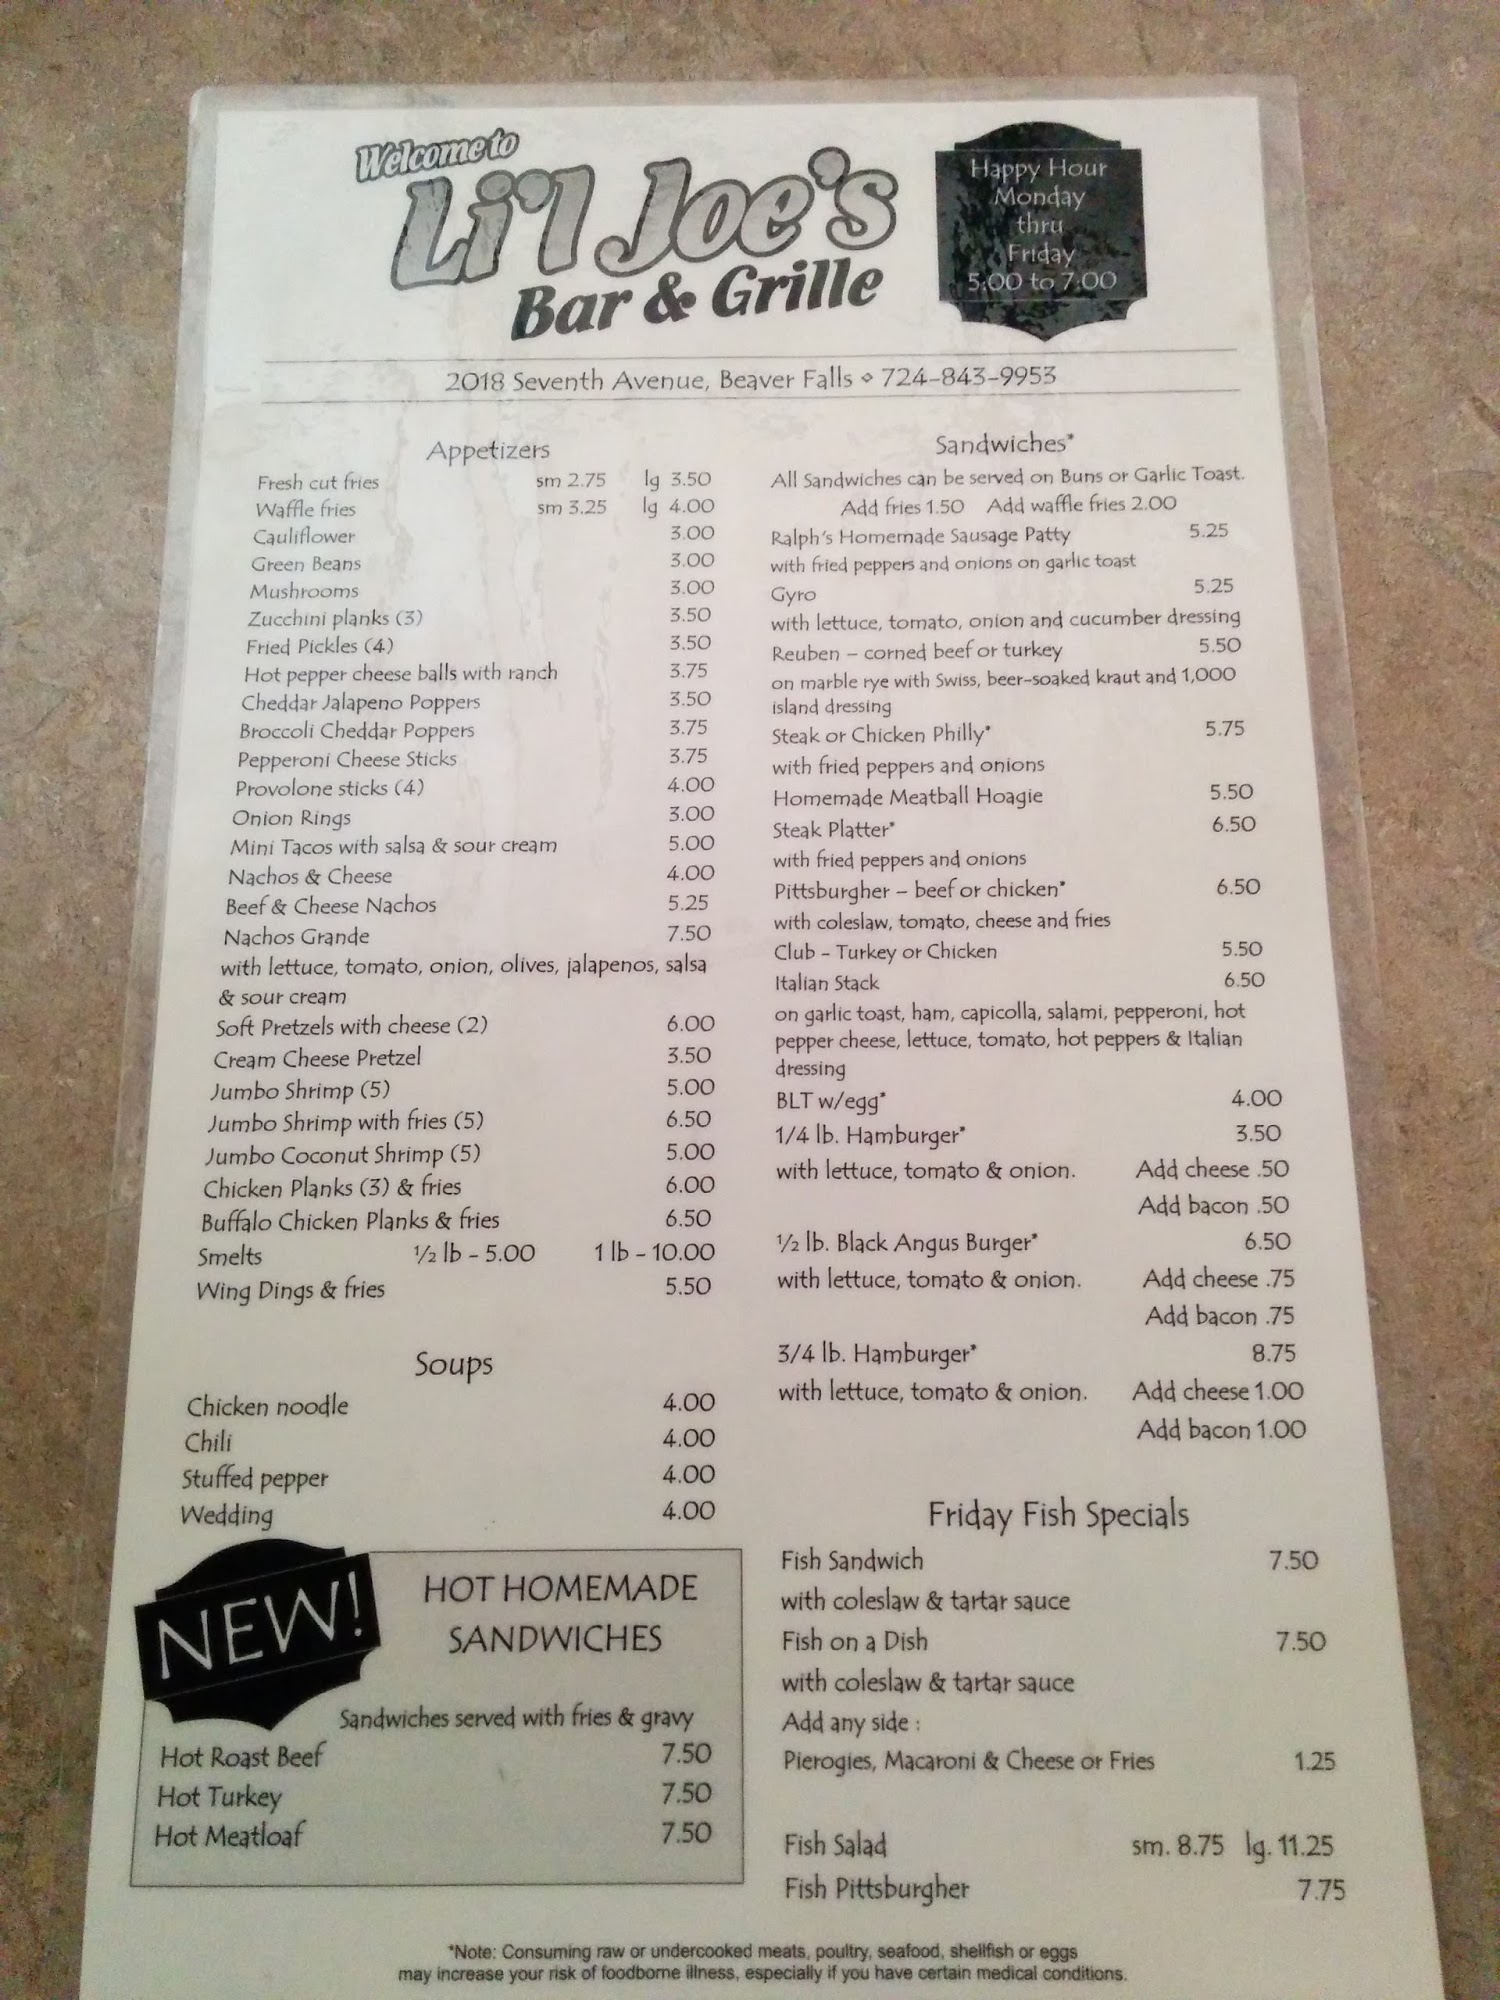 Welcome to
Li'l Joe's
Bar & Grille
Happy Hour
Monday
thru
Friday
5:00 to 7:00
2018 Seventh Avenue, Beaver Falls ⋄ 724-843-9953
Appetizers
Fresh cut fries sm 2.75 lg 3.50
Waffle fries sm 3.25 lg 4.00
Cauliflower 3.00
Green Beans 3.00
Mushrooms 3.00
Zucchini planks (3) 3.50
Fried Pickles (4) 3.50
Hot pepper cheese balls with ranch 3.75
Cheddar Jalapeno Poppers 3.50
Broccoli Cheddar Poppers 3.75
Pepperoni Cheese Sticks 3.75
Provolone sticks (4) 4.00
Onion Rings 3.00
Mini Tacos with salsa & sour cream 5.00
Nachos & Cheese 4.00
Beef & Cheese Nachos 5.25
Nachos Grande 7.50
with lettuce, tomato, onion, olives, jalapenos, salsa
& sour cream
Soft Pretzels with cheese (2) 6.00
Cream Cheese Pretzel 3.50
Jumbo Shrimp (5) 5.00
Jumbo Shrimp with fries (5) 6.50
Jumbo Coconut Shrimp (5) 5.00
Chicken Planks (3) & fries 6.00
Buffalo Chicken Planks & fries 6.50
Smelts ½ lb - 5.00 1 lb - 10.00
Wing Dings & fries 5.50
Soups
Chicken noodle 4.00
Chili 4.00
Stuffed pepper 4.00
Wedding 4.00
NEW!
HOT HOMEMADE
SANDWICHES
Sandwiches served with fries & gravy
Hot Roast Beef 7.50
Hot Turkey 7.50
Hot Meatloaf 7.50
Sandwiches*
All Sandwiches can be served on Buns or Garlic Toast.
Add fries 1.50 Add waffle fries 2.00
Ralph's Homemade Sausage Patty 5.25
with fried peppers and onions on garlic toast
Gyro 5.25
with lettuce, tomato, onion and cucumber dressing
Reuben – corned beef or turkey 5.50
on marble rye with Swiss, beer-soaked kraut and 1,000
island dressing
Steak or Chicken Philly* 5.75
with fried peppers and onions
Homemade Meatball Hoagie 5.50
Steak Platter* 6.50
with fried peppers and onions
Pittsburgher – beef or chicken* 6.50
with coleslaw, tomato, cheese and fries
Club - Turkey or Chicken 5.50
Italian Stack 6.50
on garlic toast, ham, capicolla, salami, pepperoni, hot
pepper cheese, lettuce, tomato, hot peppers & Italian
dressing
BLT w/egg* 4.00
1/4 lb. Hamburger* 3.50
with lettuce, tomato & onion. Add cheese .50
Add bacon .50
½ lb. Black Angus Burger* 6.50
with lettuce, tomato & onion. Add cheese .75
Add bacon .75
3/4 lb. Hamburger* 8.75
with lettuce, tomato & onion. Add cheese 1.00
Add bacon 1.00
Friday Fish Specials
Fish Sandwich 7.50
with coleslaw & tartar sauce
Fish on a Dish 7.50
with coleslaw & tartar sauce
Add any side :
Pierogies, Macaroni & Cheese or Fries 1.25
Fish Salad sm. 8.75 lg. 11.25
Fish Pittsburgher 7.75
*Note: Consuming raw or undercooked meats, poultry, seafood, shellfish or eggs
may increase your risk of foodborne illness, especially if you have certain medical conditions.